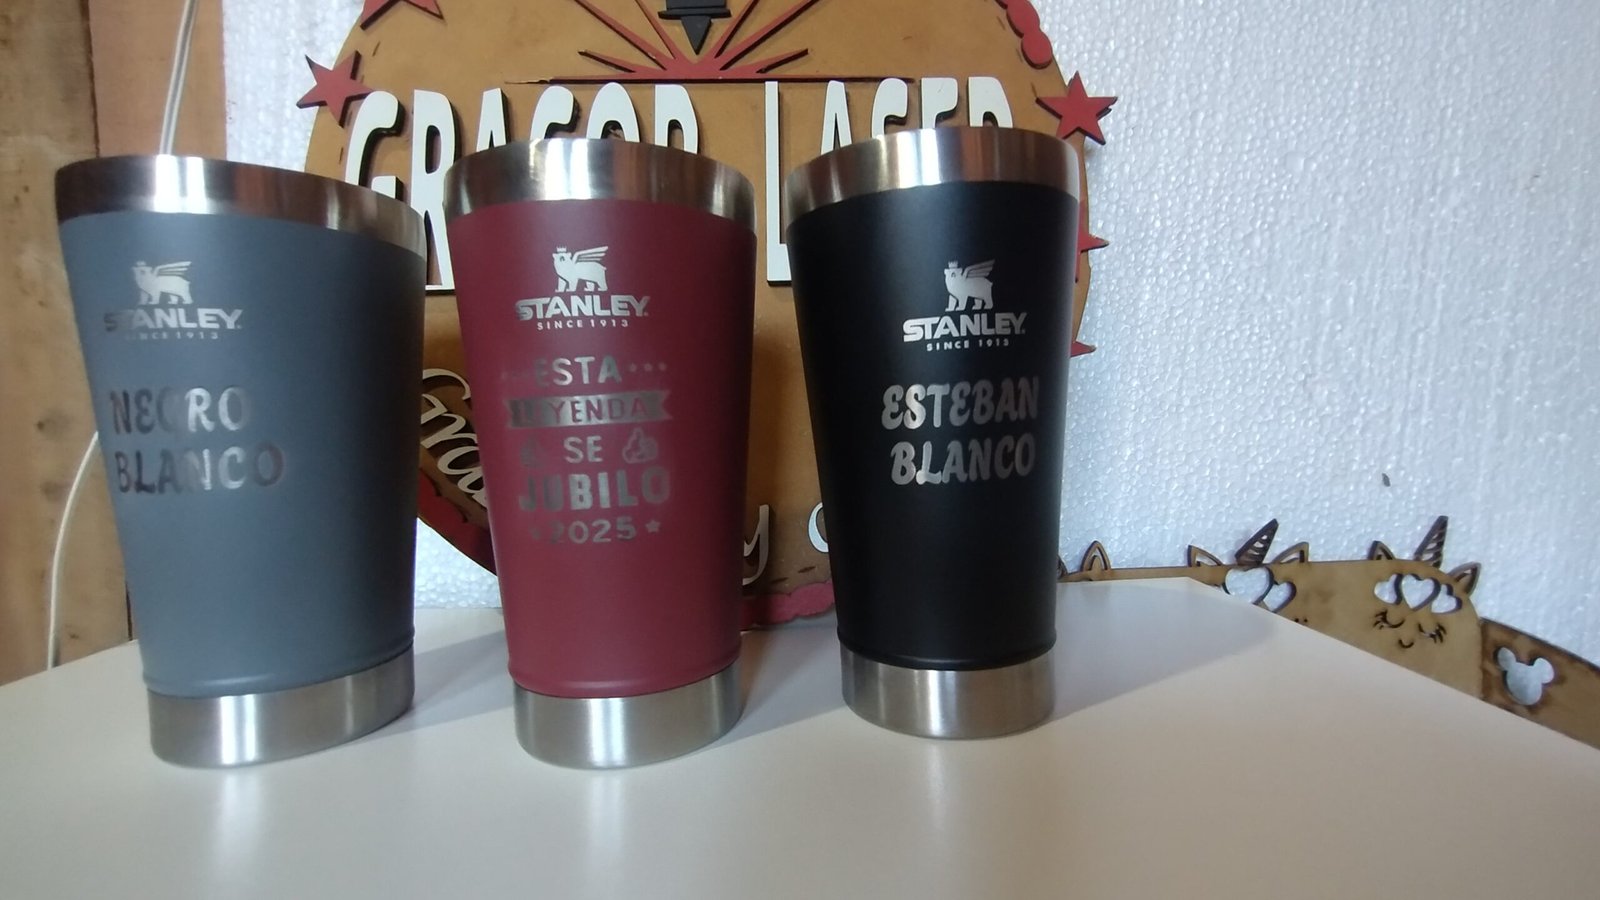 GRAGOR LASER
STANLEY.
SINCE 1913
NEGRO
BLANCO
STANLEY.
SINCE 1913
ESTA
LEYENDA
SE
JUBILO
2025
STANLEY.
SINCE 1913
ESTEBAN
BLANCO